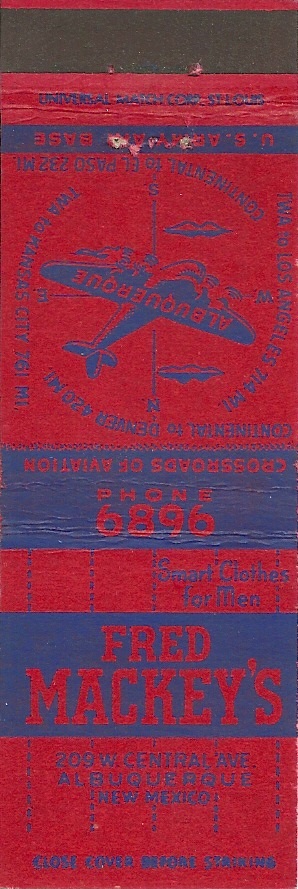 UNIVERSAL MATCH CORP. ST. LOUIS
U.S. ARMY AIR BASE
CONTINENTAL to EL PASO 232 MI.
TWA to LOS ANGELES 714 MI.
TWA to KANSAS CITY 761 MI.
CONTINENTAL to DENVER 420 MI.
S
E
W
N
ALBUQUERQUE
CROSSROADS OF AVIATION
PHONE
6896
Smart Clothes
for Men
FRED
MACKEY'S
209 W. CENTRAL AVE.
ALBUQUERQUE
NEW MEXICO
CLOSE COVER BEFORE STRIKING